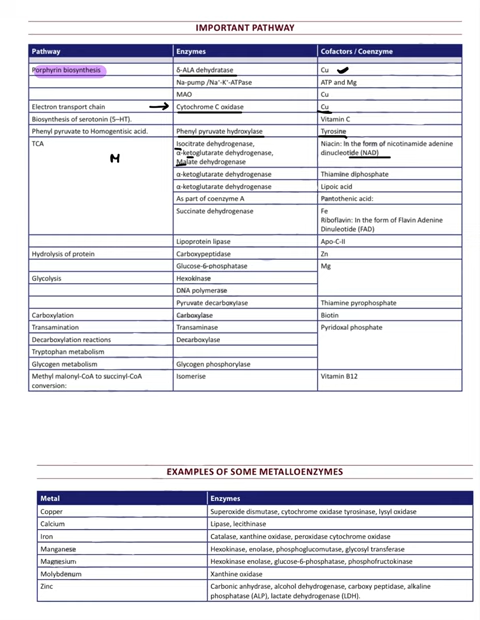 IMPORTANT PATHWAY
Pathway Enzymes Cofactors / Coenzyme
Porphyrin biosynthesis δ-ALA dehydratase Cu
Na-pump /Na⁺-K⁺-ATPase ATP and Mg
MAO Cu
Electron transport chain Cytochrome C oxidase Cu
Biosynthesis of serotonin (5–HT). Vitamin C
Phenyl pyruvate to Homogentisic acid. Phenyl pyruvate hydroxylase Tyrosine
TCA Isocitrate dehydrogenase, Niacin: In the form of nicotinamide adenine
α-ketoglutarate dehydrogenase, dinucleotide (NAD)
Malate dehydrogenase
α-ketoglutarate dehydrogenase Thiamine diphosphate
α-ketoglutarate dehydrogenase Lipoic acid
As part of coenzyme A Pantothenic acid:
Succinate dehydrogenase Fe
Riboflavin: In the form of Flavin Adenine
Dinuleotide (FAD)
Lipoprotein lipase Apo-C-II
Hydrolysis of protein Carboxypeptidase Zn
Glucose-6-phosphatase Mg
Glycolysis Hexokinase
DNA polymerase
Pyruvate decarboxylase Thiamine pyrophosphate
Carboxylation Carboxylase Biotin
Transamination Transaminase Pyridoxal phosphate
Decarboxylation reactions Decarboxylase
Tryptophan metabolism
Glycogen metabolism Glycogen phosphorylase
Methyl malonyl-CoA to succinyl-CoA Isomerise Vitamin B12
conversion:
EXAMPLES OF SOME METALLOENZYMES
Metal Enzymes
Copper Superoxide dismutase, cytochrome oxidase tyrosinase, lysyl oxidase
Calcium Lipase, lecithinase
Iron Catalase, xanthine oxidase, peroxidase cytochrome oxidase
Manganese Hexokinase, enolase, phosphoglucomutase, glycosyl transferase
Magnesium Hexokinase enolase, glucose-6-phosphatase, phosphofructokinase
Molybdenum Xanthine oxidase
Zinc Carbonic anhydrase, alcohol dehydrogenase, carboxy peptidase, alkaline
phosphatase (ALP), lactate dehydrogenase (LDH).